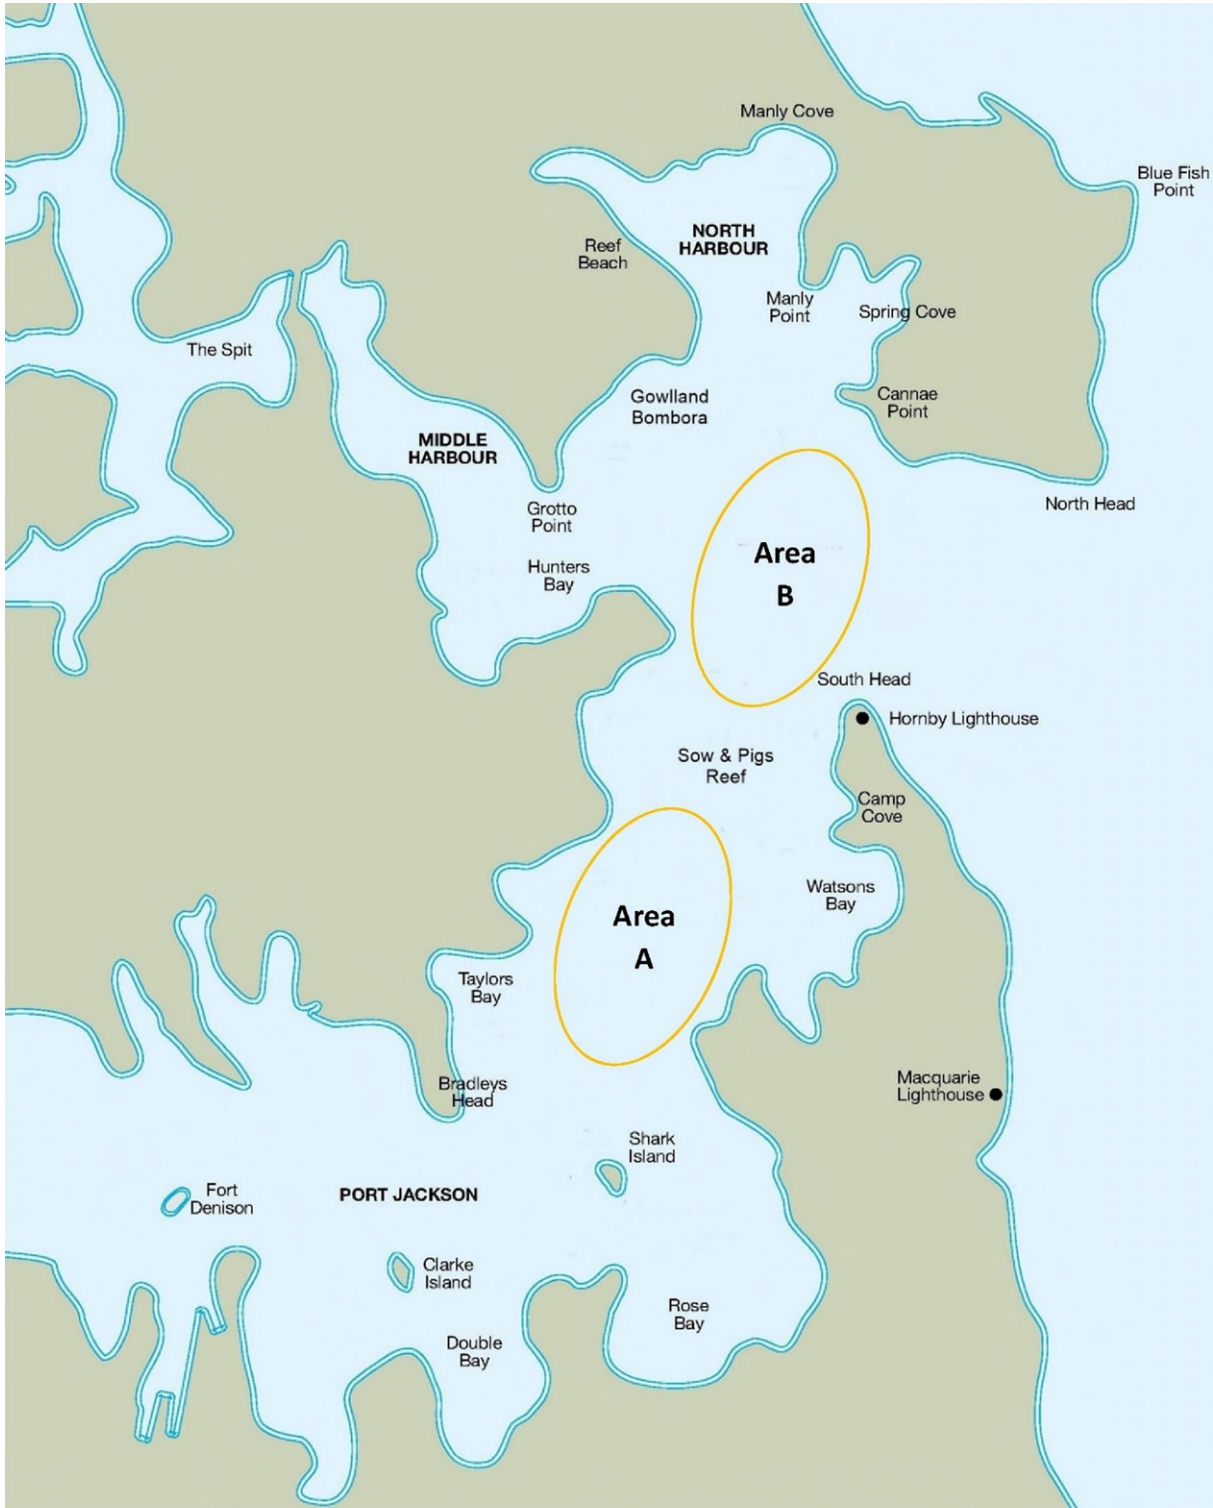 Manly Cove
Blue Fish
Point
NORTH
HARBOUR
Reef
Beach
Manly
Point
Spring Cove
The Spit
Cannae
Point
Gowlland
Bombora
MIDDLE
HARBOUR
North Head
Grotto
Point
Area
B
Hunters
Bay
South Head
Hornby Lighthouse
Sow & Pigs
Reef
Camp
Cove
Watsons
Bay
Area
A
Taylors
Bay
Bradleys
Head
Macquarie
Lighthouse
Shark
Island
Fort
Denison
PORT JACKSON
Clarke
Island
Rose
Bay
Double
Bay